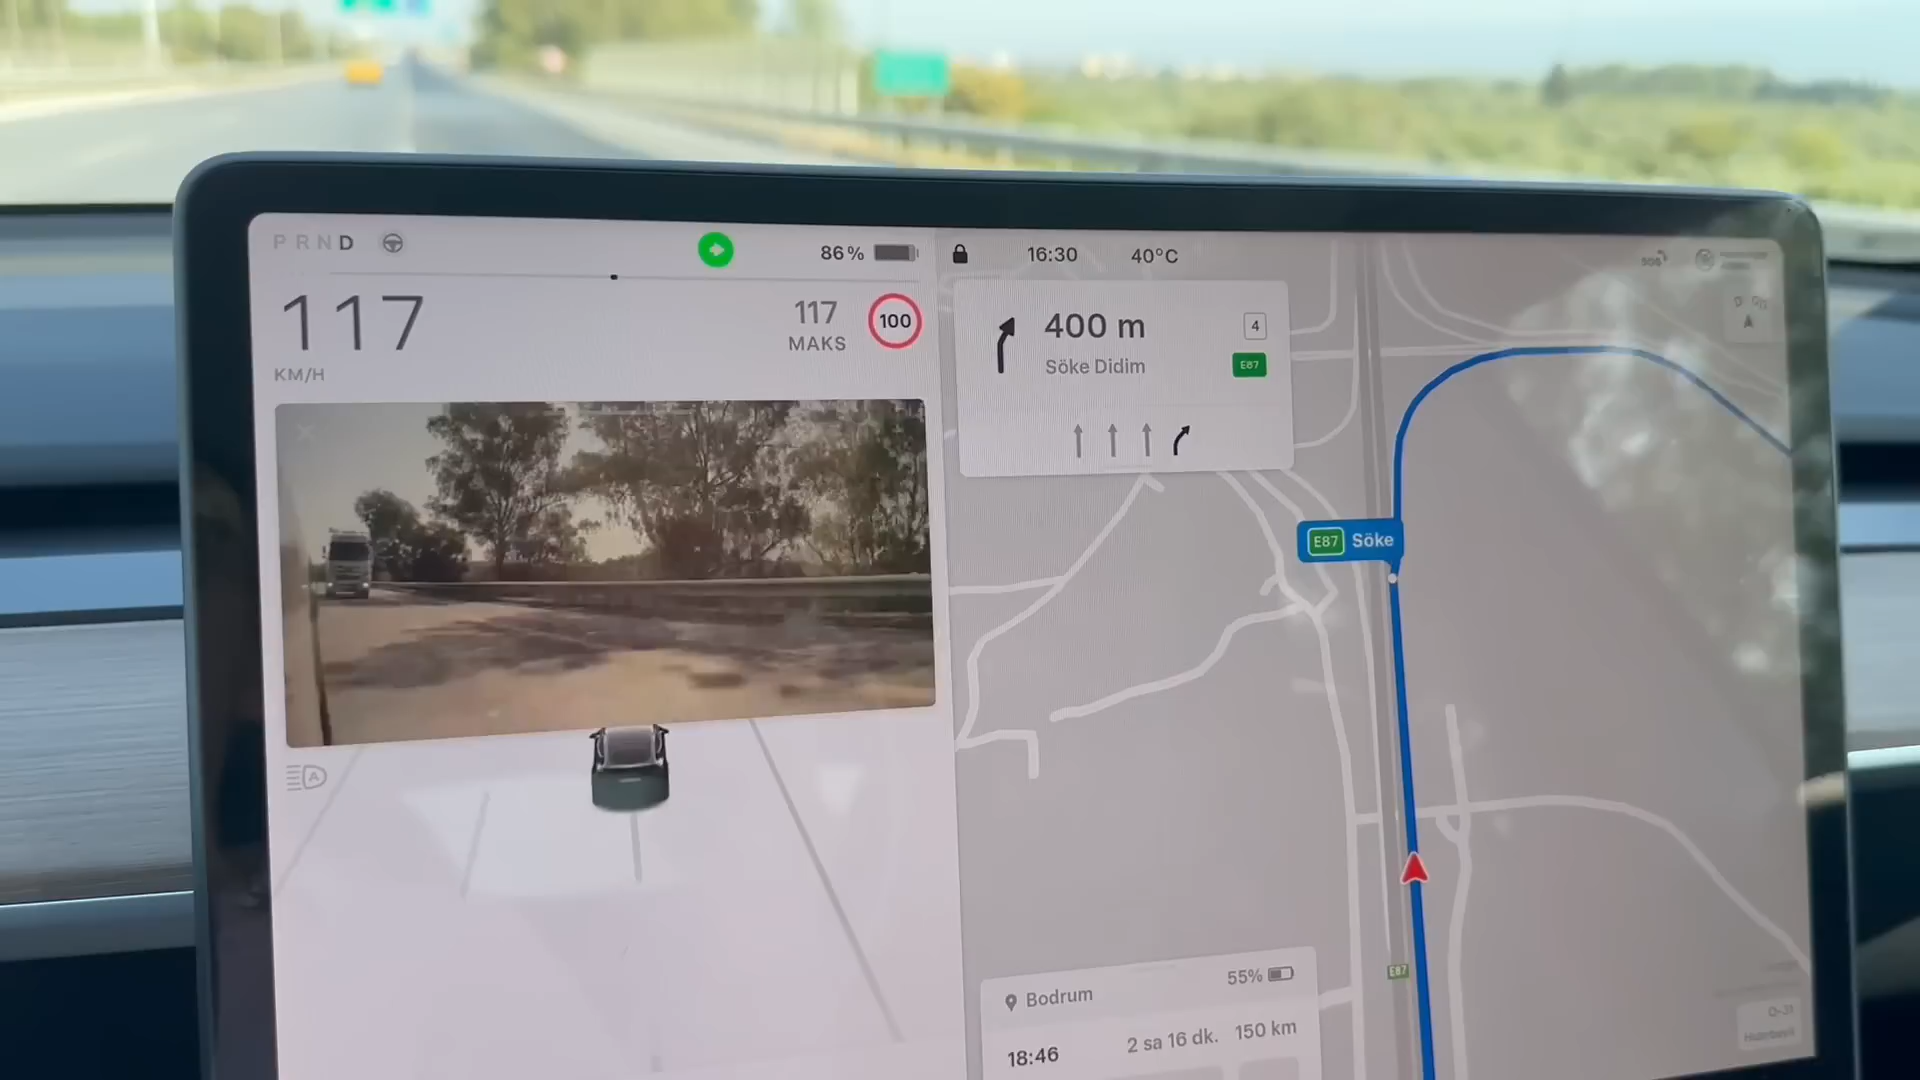 P R N D
86%
16:30
40°C
SOS
117
KM/H
117
MAKS
100
400 m
4
Söke Didim
E87
E87 Söke
A
E87
Bodrum
55%
18:46
2 sa 16 dk.
150 km